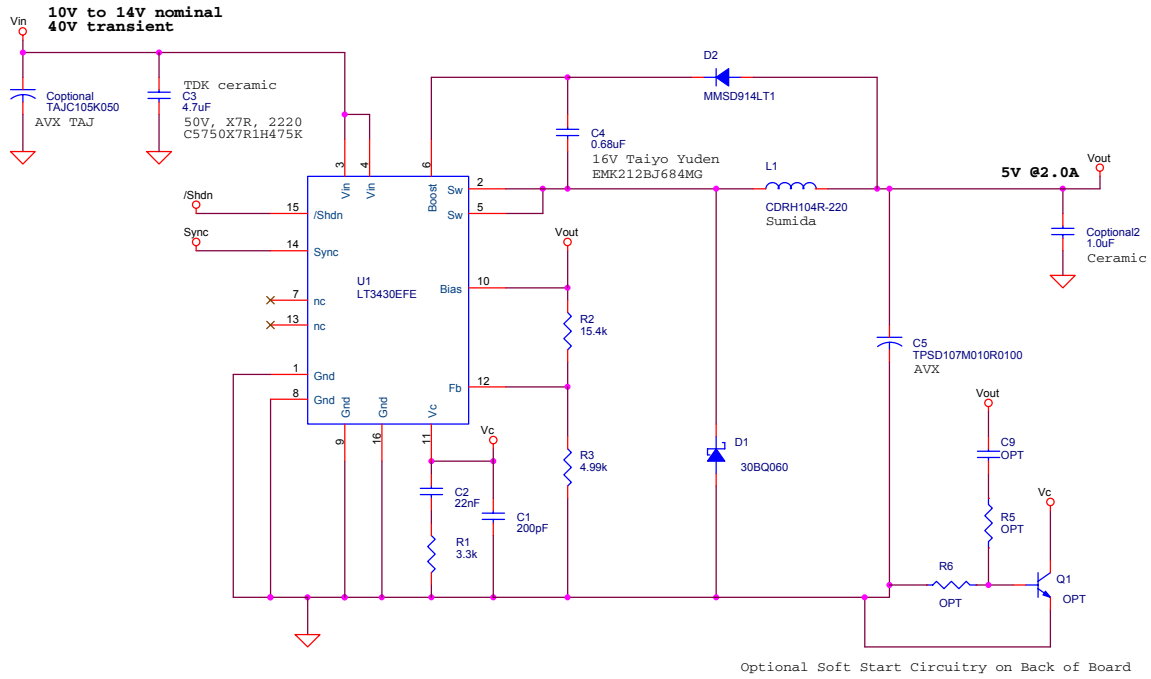 10V to 14V nominal
40V transient
Vin
Coptional
TAJC105K050
AVX TAJ
TDK ceramic
C3
4.7uF
50V, X7R, 2220
C5750X7R1H475K
D2
MMSD914LT1
C4
0.68uF
16V Taiyo Yuden
EMK212BJ684MG
L1
CDRH104R-220
Sumida
5V @2.0A
Vout
Coptional2
1.0uF
Ceramic
/Shdn
Sync
3
4
6
Vin
Vin
Boost
Sw
2
Sw
5
15
/Shdn
14
Sync
U1
LT3430EFE
7
nc
13
nc
1
Gnd
8
Gnd
Gnd
Gnd
Vc
9
16
11
Bias
10
Fb
12
Vout
R2
15.4k
R3
4.99k
Vc
C2
22nF
C1
200pF
R1
3.3k
D1
30BQ060
C5
TPSD107M010R0100
AVX
Vout
C9
OPT
R5
OPT
Vc
R6
OPT
Q1
OPT
Optional Soft Start Circuitry on Back of Board